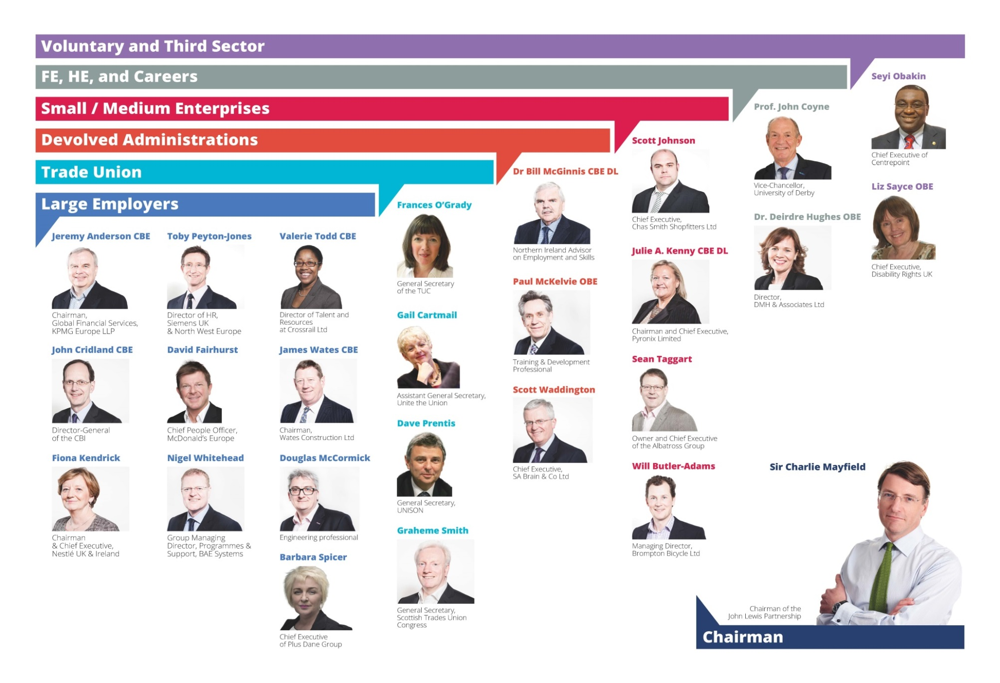 Voluntary and Third Sector
FE, HE, and Careers
Small / Medium Enterprises
Devolved Administrations
Trade Union
Large Employers
Jeremy Anderson CBE
Chairman,
Global Financial Services,
KPMG Europe LLP
John Cridland CBE
Director-General
of the CBI
Fiona Kendrick
Chairman
& Chief Executive,
Nestlé UK & Ireland
Toby Peyton-Jones
Director of HR,
Siemens UK
& North West Europe
David Fairhurst
Chief People Officer,
McDonald's Europe
Nigel Whitehead
Group Managing
Director, Programmes &
Support, BAE Systems
Valerie Todd CBE
Director of Talent and
Resources
at Crossrail Ltd
James Wates CBE
Chairman,
Wates Construction Ltd
Douglas McCormick
Engineering professional
Barbara Spicer
Chief Executive
of Plus Dane Group
Frances O'Grady
General Secretary
of the TUC
Gail Cartmail
Assistant General Secretary,
Unite the Union
Dave Prentis
General Secretary,
UNISON
Graheme Smith
General Secretary,
Scottish Trades Union
Congress
Dr Bill McGinnis CBE DL
Northern Ireland Advisor
on Employment and Skills
Paul McKelvie OBE
Training & Development
Professional
Scott Waddington
Chief Executive,
SA Brain & Co Ltd
Scott Johnson
Chief Executive,
Chas Smith Shopfitters Ltd
Julie A. Kenny CBE DL
Chairman and Chief Executive,
Pyronix Limited
Sean Taggart
Owner and Chief Executive
of the Albatross Group
Will Butler-Adams
Managing Director,
Brompton Bicycle Ltd
Prof. John Coyne
Vice-Chancellor,
University of Derby
Dr. Deirdre Hughes OBE
Director,
DMH & Associates Ltd
Seyi Obakin
Chief Executive of
Centrepoint
Liz Sayce OBE
Chief Executive,
Disability Rights UK
Sir Charlie Mayfield
Chairman of the
John Lewis Partnership
Chairman